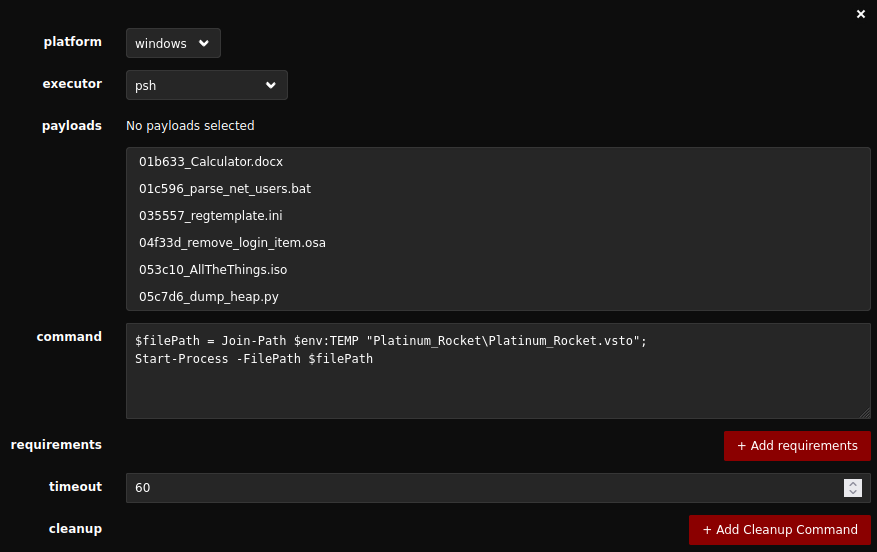 ×
platform windows
executor psh
payloads No payloads selected
01b633_Calculator.docx
01c596_parse_net_users.bat
035557_regtemplate.ini
04f33d_remove_login_item.osa
053c10_AllTheThings.iso
05c7d6_dump_heap.py
command $filePath = Join-Path $env:TEMP "Platinum_Rocket\Platinum_Rocket.vsto";
Start-Process -FilePath $filePath
requirements + Add requirements
timeout 60
cleanup + Add Cleanup Command